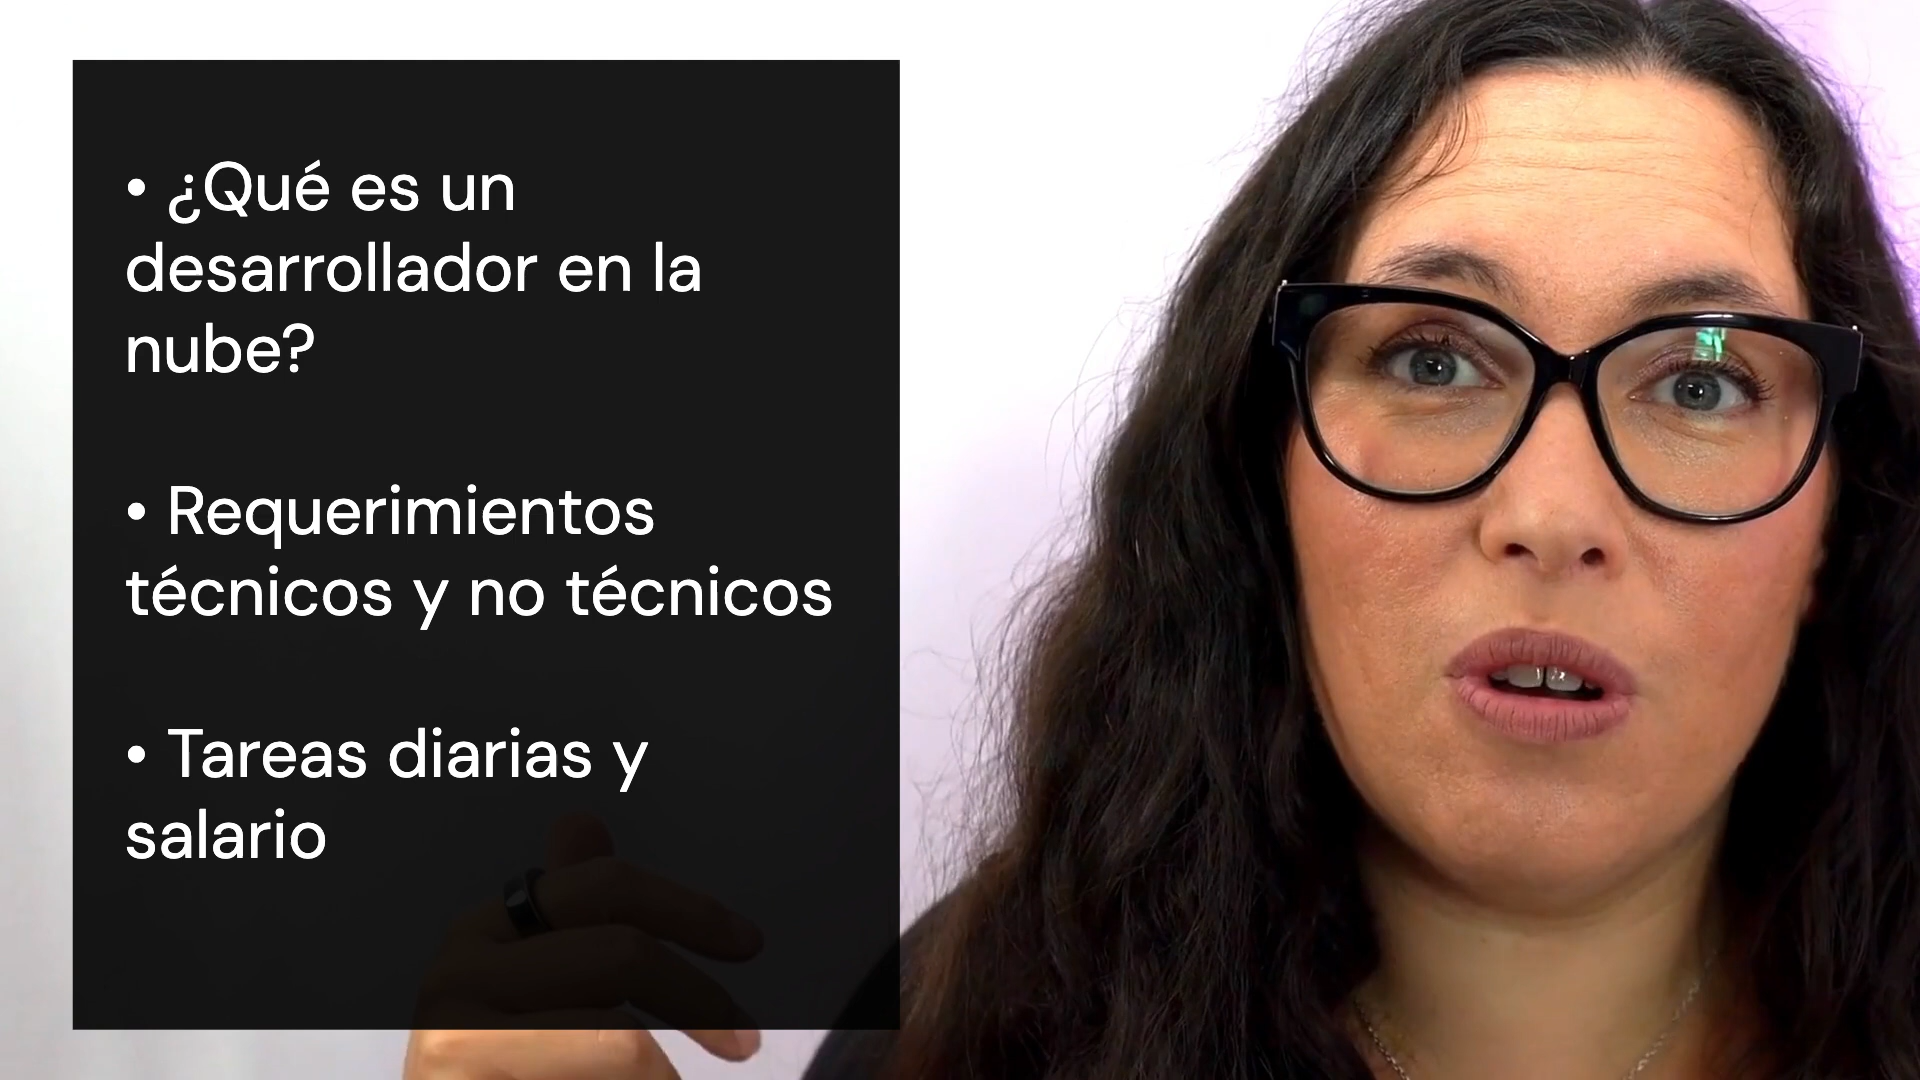 • ¿Qué es un
desarrollador en la
nube?
• Requerimientos
técnicos y no técnicos
• Tareas diarias y
salario